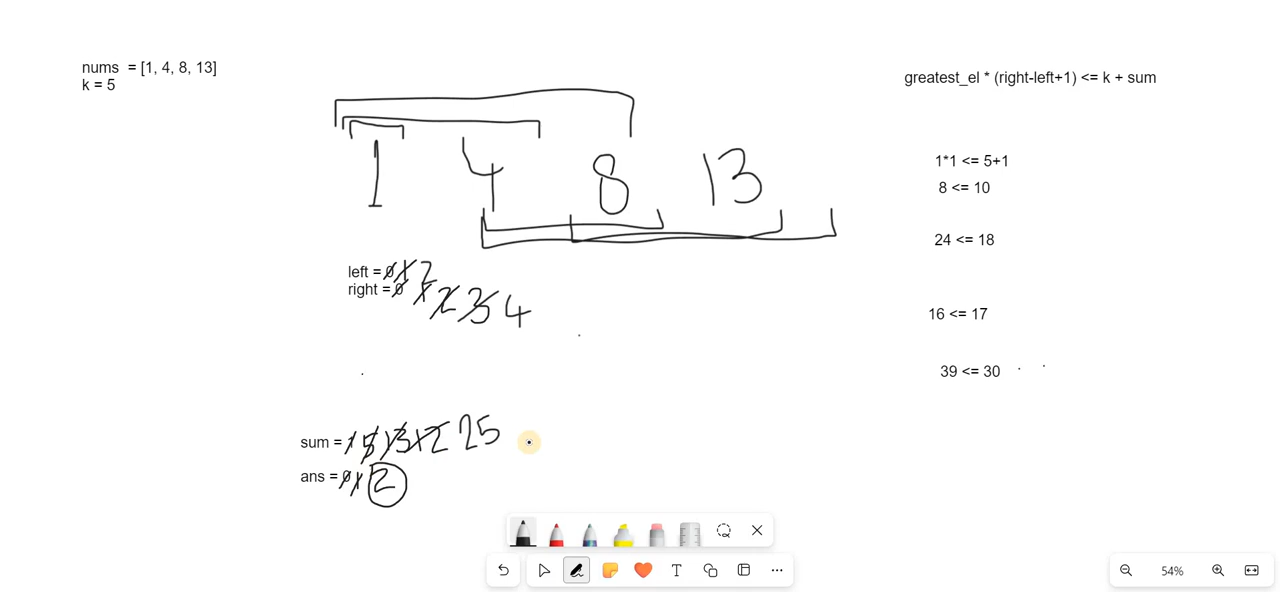 nums = [1, 4, 8, 13]
k = 5
greatest_el * (right-left+1) <= k + sum
1 4 8 13
1*1 <= 5+1
8 <= 10
24 <= 18
left = 0 1 2
right = 0 1 2 3 4
16 <= 17
39 <= 30
sum = 1 5 13 12 25
ans = 0 1 2
54%